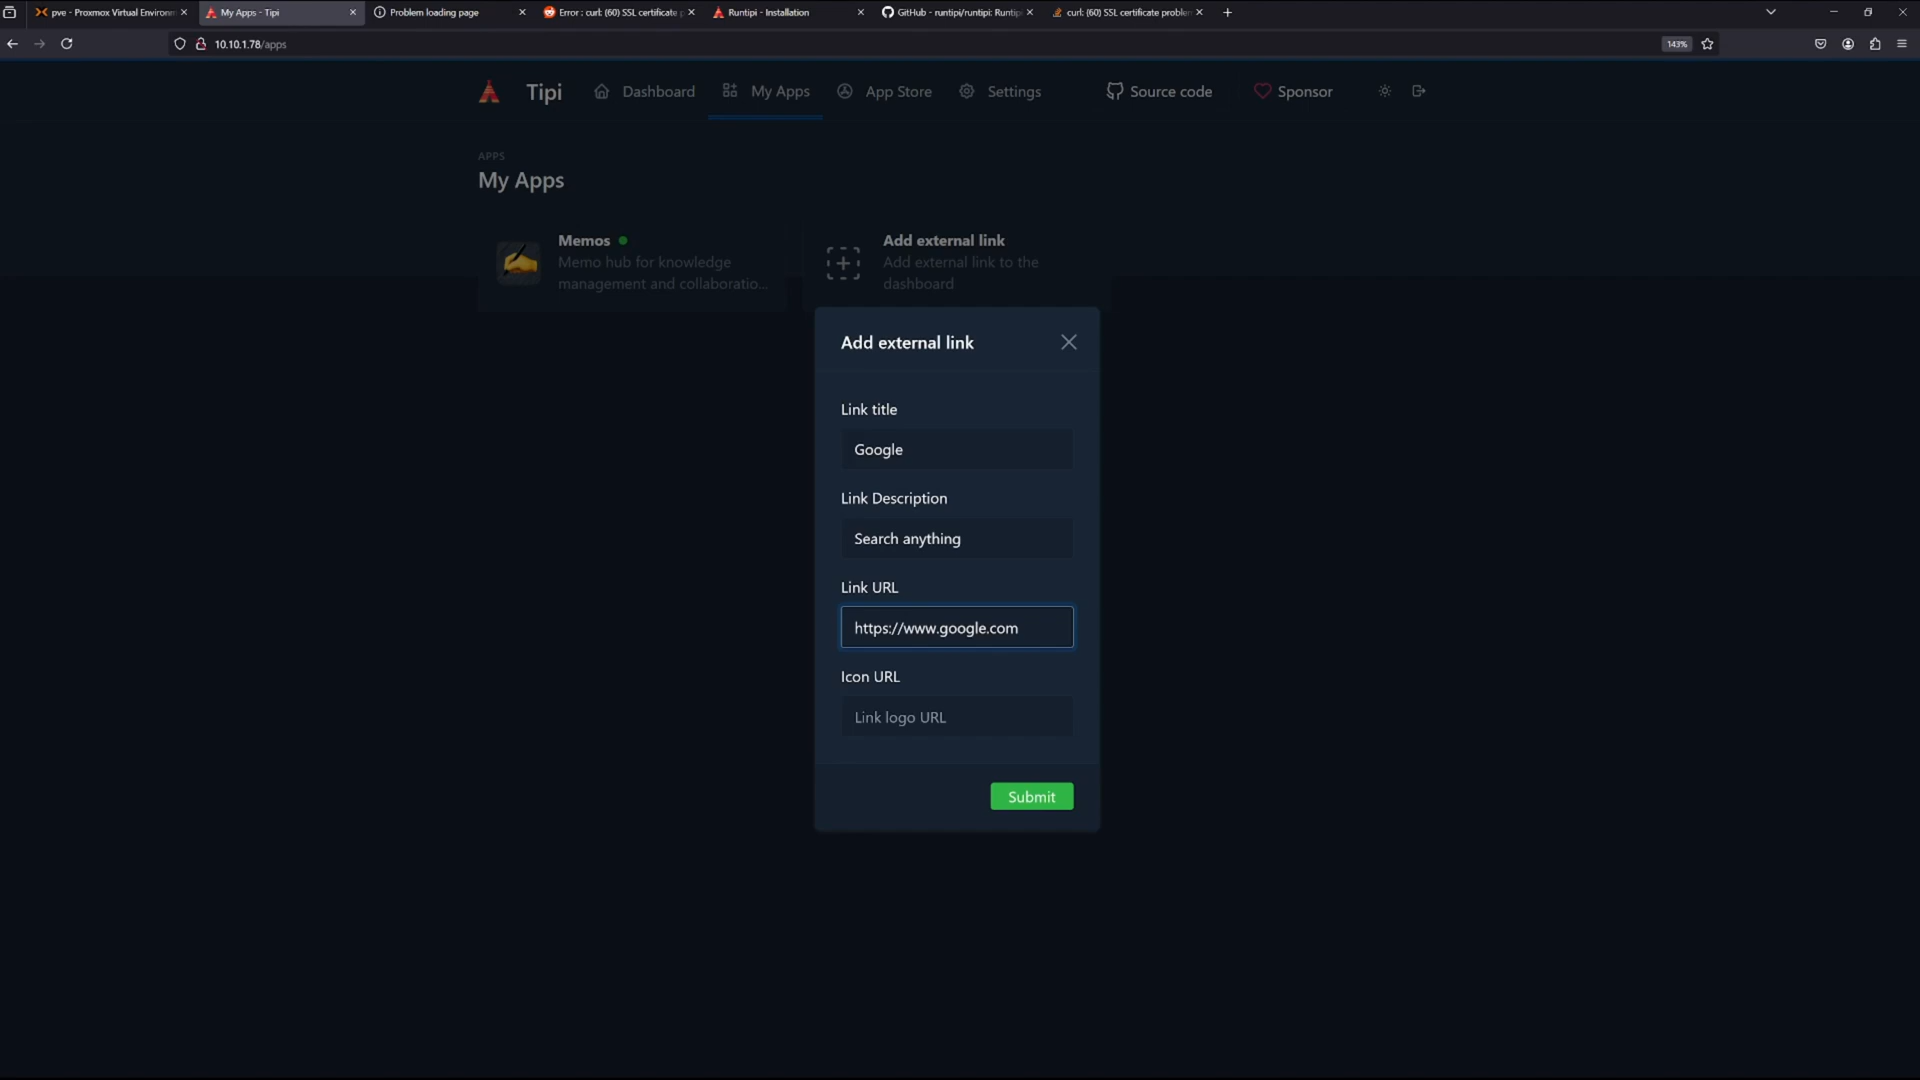 pve - Proxmox Virtual Environm
My Apps - Tipi
Problem loading page
Error : curl: (60) SSL certificate p
Runtipi - Installation
GitHub - runtipi/runtipi: Runtip
curl: (60) SSL certificate problem
10.10.1.78/apps
143%
Tipi
Dashboard
My Apps
App Store
Settings
Source code
Sponsor
APPS
My Apps
Memos
Memo hub for knowledge
management and collaboratio...
Add external link
Add external link to the
dashboard
Add external link
Link title
Google
Link Description
Search anything
Link URL
https://www.google.com
Icon URL
Link logo URL
Submit